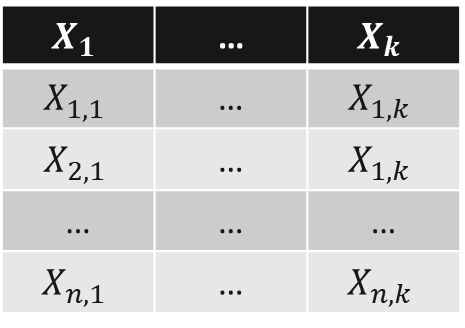 X₁ ... Xₖ
X₁,₁ ... X₁,ₖ
X₂,₁ ... X₁,ₖ
... ... ...
Xₙ,₁ ... Xₙ,ₖ